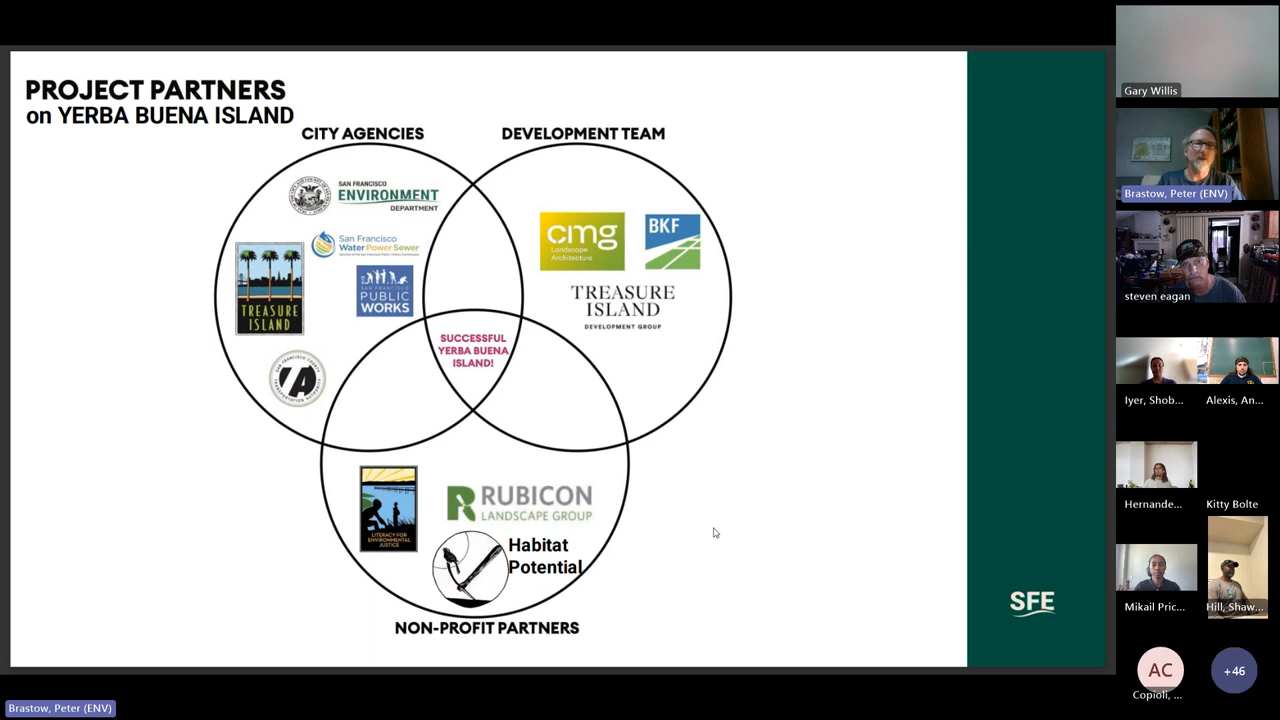 PROJECT PARTNERS
on YERBA BUENA ISLAND
CITY AGENCIES
DEVELOPMENT TEAM
SAN FRANCISCO
ENVIRONMENT
DEPARTMENT
San Francisco
Water Power Sewer
TREASURE
ISLAND
PUBLIC
WORKS
cmg
Landscape
Architecture
BKF
TREASURE
ISLAND
DEVELOPMENT GROUP
SUCCESSFUL
YERBA BUENA
ISLAND!
LITERACY FOR
ENVIRONMENTAL
JUSTICE
RUBICON
LANDSCAPE GROUP
Habitat
Potential
NON-PROFIT PARTNERS
SFE
Gary Willis
Brastow, Peter (ENV)
steven eagan
Iyer, Shob...
Alexis, An...
Hernande...
Kitty Bolte
Mikail Pric...
Hill, Shaw...
AC
Copioli, ...
+46
Brastow, Peter (ENV)